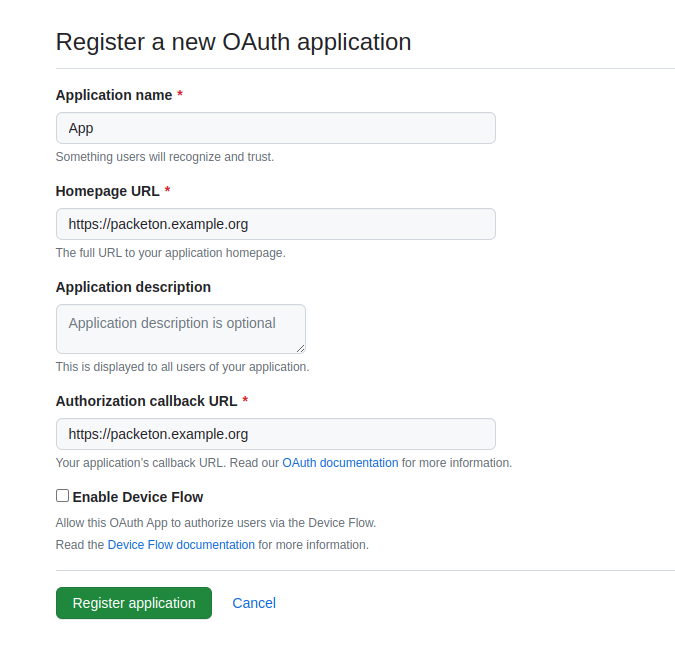 Register a new OAuth application
Application name *
App
Something users will recognize and trust.
Homepage URL *
https://packeton.example.org
The full URL to your application homepage.
Application description
Application description is optional
This is displayed to all users of your application.
Authorization callback URL *
https://packeton.example.org
Your application's callback URL. Read our OAuth documentation for more information.
Enable Device Flow
Allow this OAuth App to authorize users via the Device Flow.
Read the Device Flow documentation for more information.
Register application Cancel